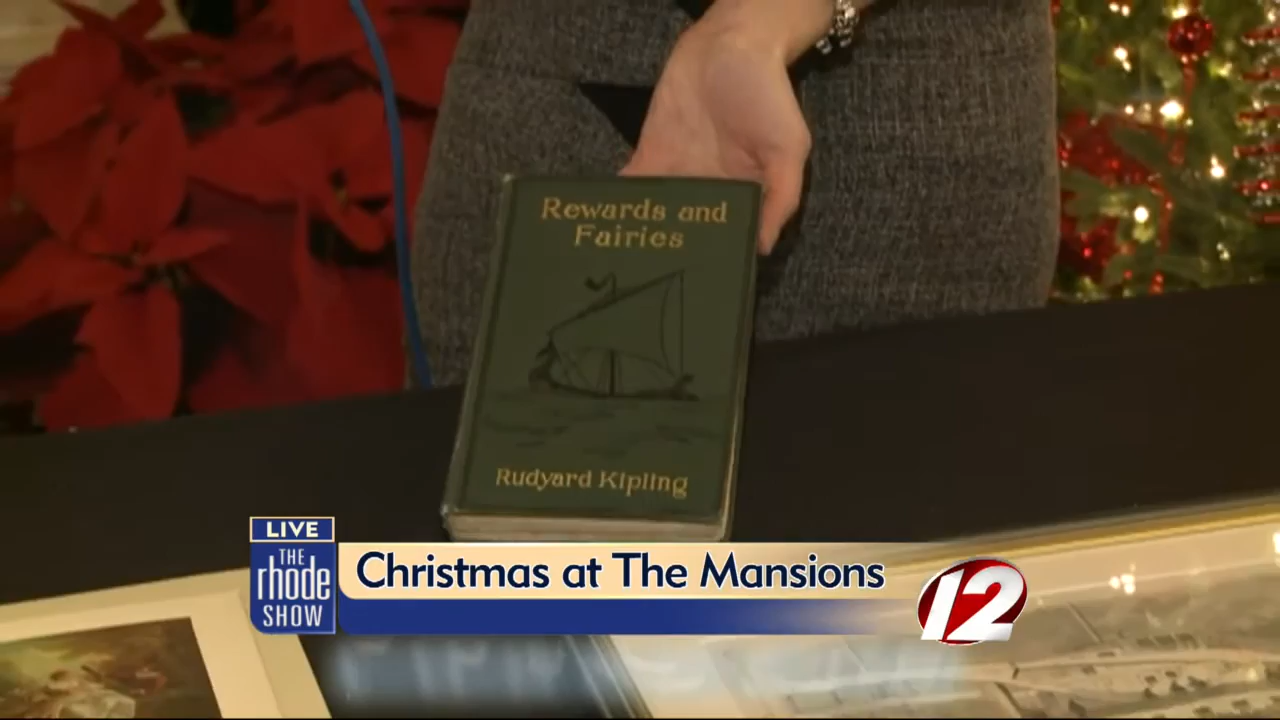 Rewards and
Fairies
Rudyard Kipling
LIVE
THE
rhode
SHOW
Christmas at The Mansions
12